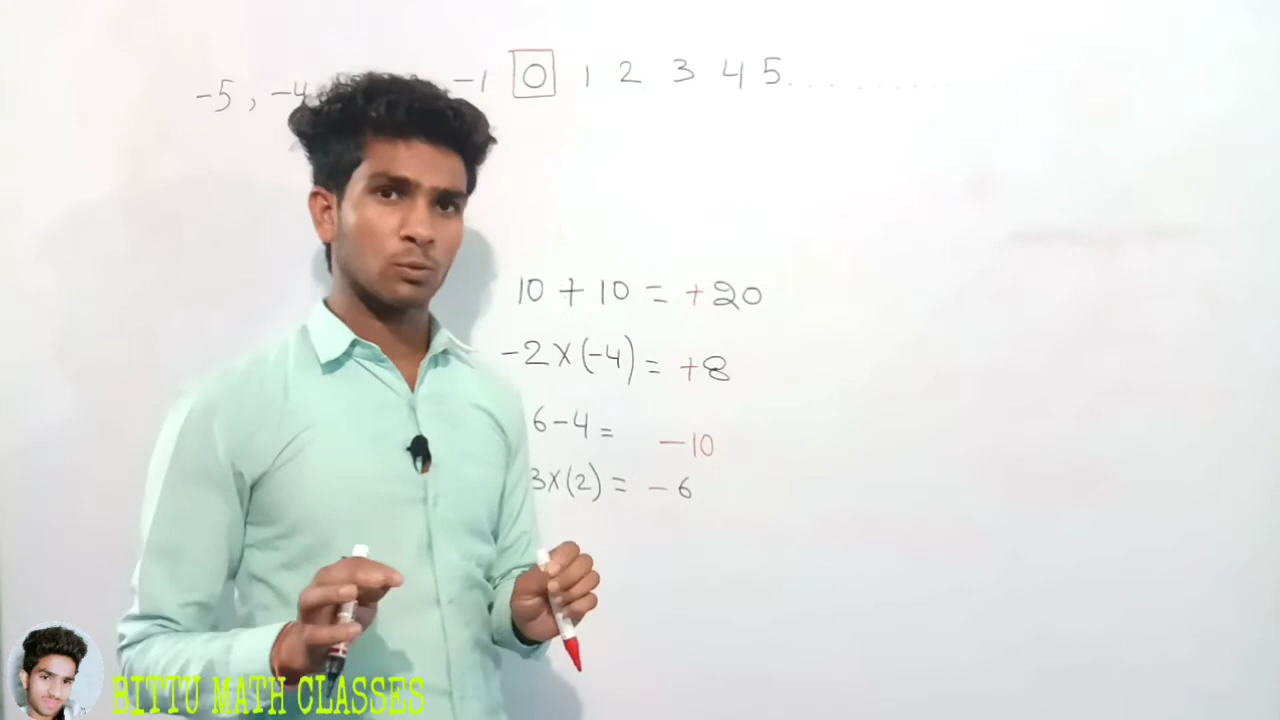 -5, -4 -1 0 1 2 3 4 5..........
10 + 10 = +20
-2 X (-4) = +8
6 - 4 = -10
3 X (2) = -6
BITTU MATH CLASSES